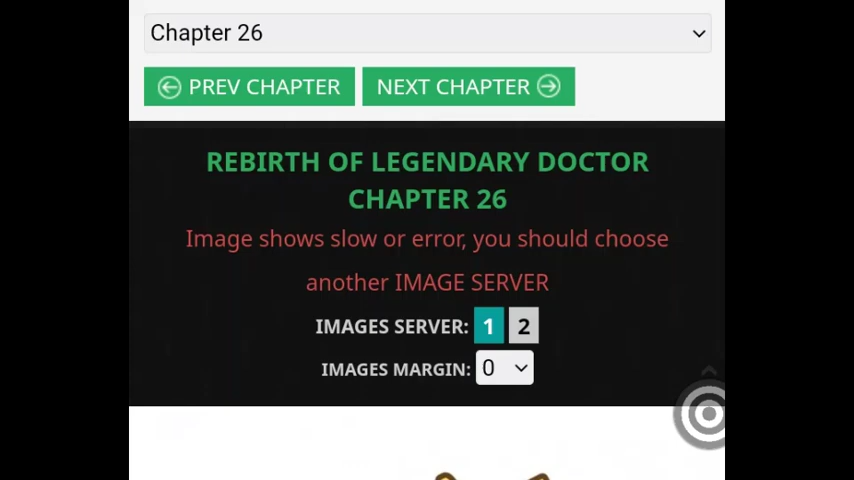 Chapter 26
PREV CHAPTER NEXT CHAPTER
REBIRTH OF LEGENDARY DOCTOR
CHAPTER 26
Image shows slow or error, you should choose
another IMAGE SERVER
IMAGES SERVER: 1 2
IMAGES MARGIN: 0